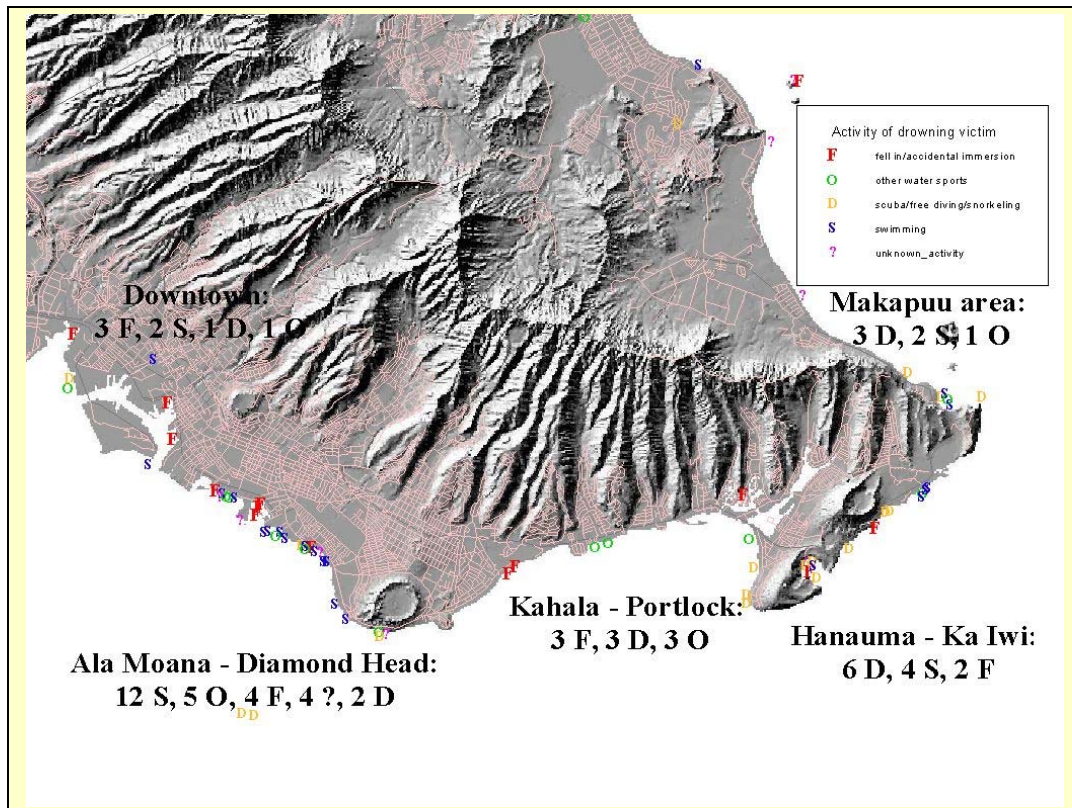 Activity of drowning victim
F fell in/accidental immersion
O other water sports
D scuba/free diving/snorkeling
S swimming
? unknown_activity
Downtown:
3 F, 2 S, 1 D, 1 O
Makapuu area:
3 D, 2 S, 1 O
Kahala - Portlock:
3 F, 3 D, 3 O
Hanauma - Ka Iwi:
6 D, 4 S, 2 F
Ala Moana - Diamond Head:
12 S, 5 O, 4 F, 4 ?, 2 D